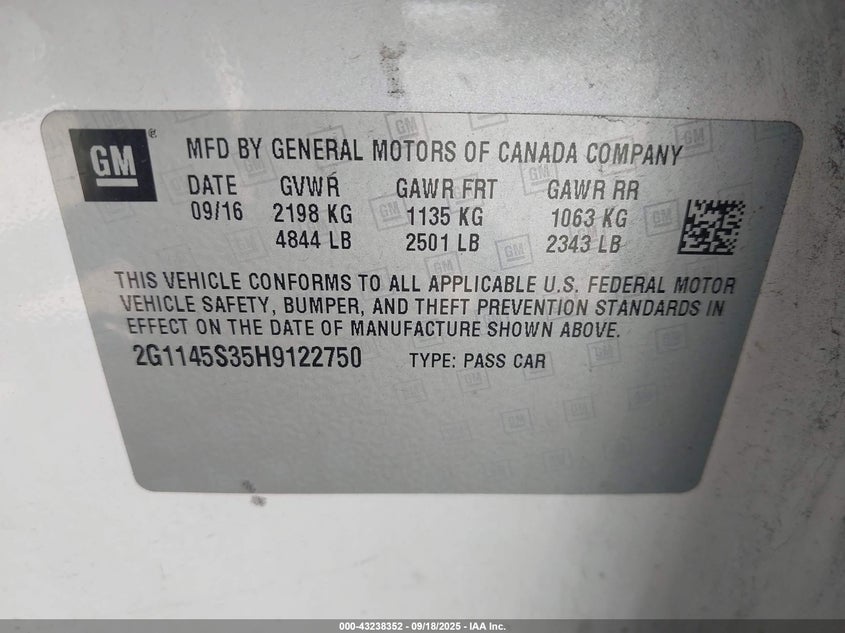 GM® MFD BY GENERAL MOTORS OF CANADA COMPANY
DATE GVWR GAWR FRT GAWR RR
09/16 2198 KG 1135 KG 1063 KG
4844 LB 2501 LB 2343 LB
THIS VEHICLE CONFORMS TO ALL APPLICABLE U.S. FEDERAL MOTOR
VEHICLE SAFETY, BUMPER, AND THEFT PREVENTION STANDARDS IN
EFFECT ON THE DATE OF MANUFACTURE SHOWN ABOVE.
2G1145S35H9122750 TYPE: PASS CAR
000-43238352 - 09/18/2025 - IAA Inc.